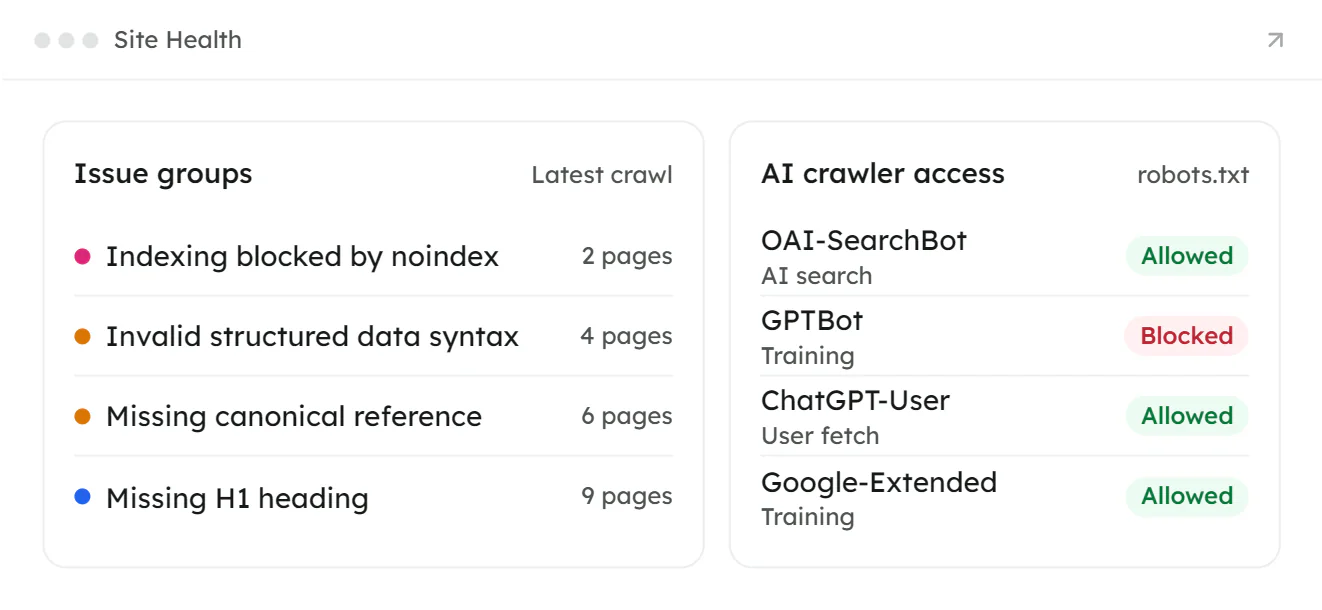 Site Health
Issue groups
Latest crawl
Indexing blocked by noindex
2 pages
Invalid structured data syntax
4 pages
Missing canonical reference
6 pages
Missing H1 heading
9 pages
AI crawler access
robots.txt
OAI-SearchBot
AI search
Allowed
GPTBot
Training
Blocked
ChatGPT-User
User fetch
Allowed
Google-Extended
Training
Allowed